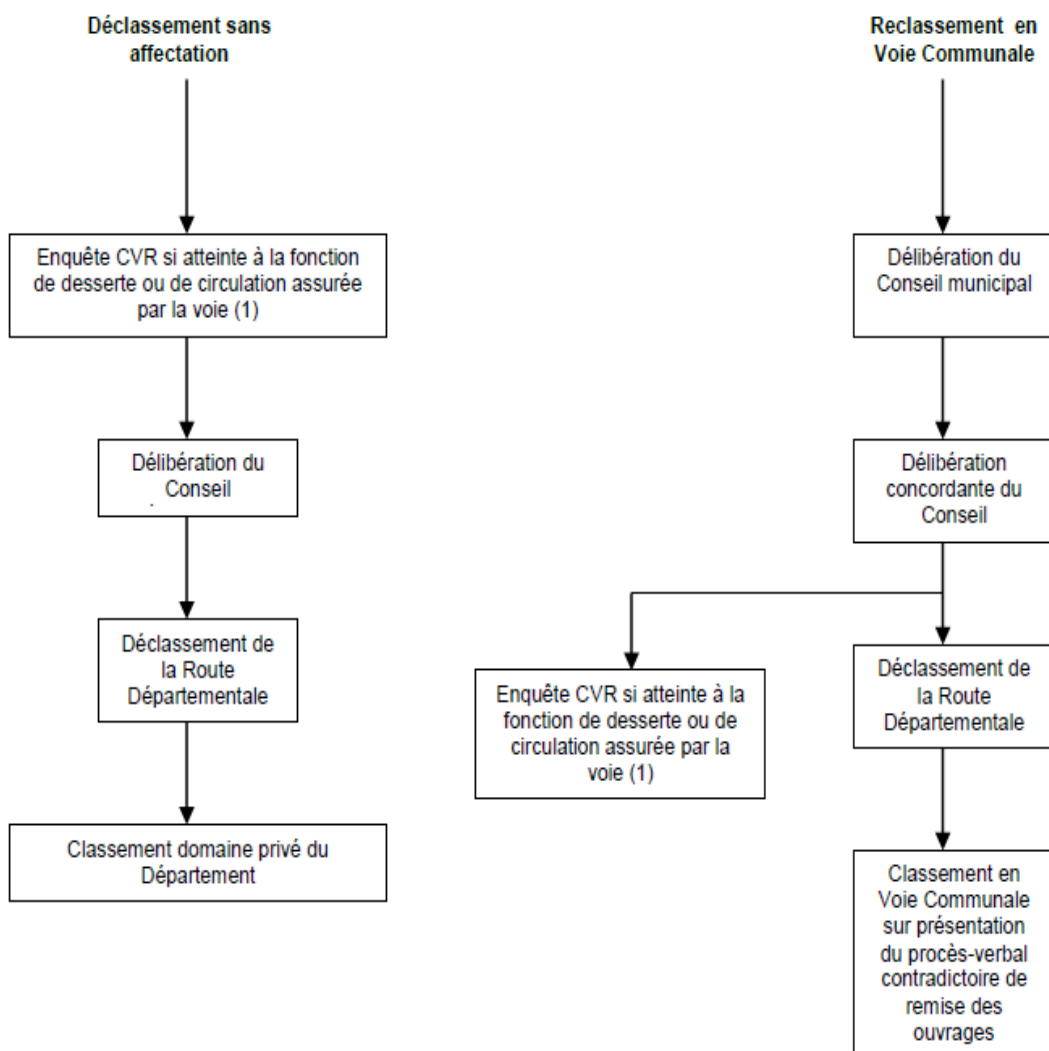 Déclassement sans
affectation
Enquête CVR si atteinte à la fonction
de desserte ou de circulation assurée
par la voie (1)
Délibération du
Conseil
.
Déclassement de
la Route
Départementale
Classement domaine privé du
Département
Reclassement en
Voie Communale
Délibération du
Conseil municipal
Délibération
concordante du
Conseil
Enquête CVR si atteinte à la
fonction de desserte ou de
circulation assurée par la
voie (1)
Déclassement de
la Route
Départementale
Classement en
Voie Communale
sur présentation
du procès-verbal
contradictoire de
remise des
ouvrages